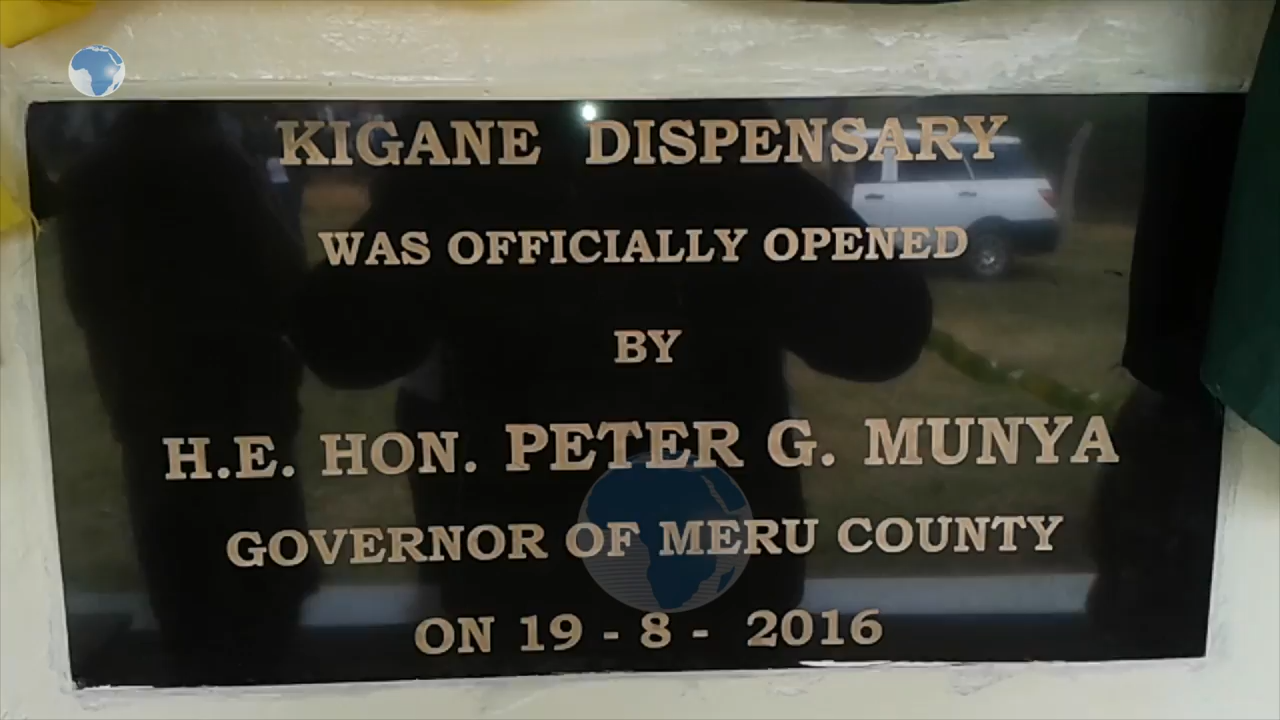 KIGANE DISPENSARY
WAS OFFICIALLY OPENED
BY
H.E. HON. PETER G. MUNYA
GOVERNOR OF MERU COUNTY
ON 19 - 8 - 2016